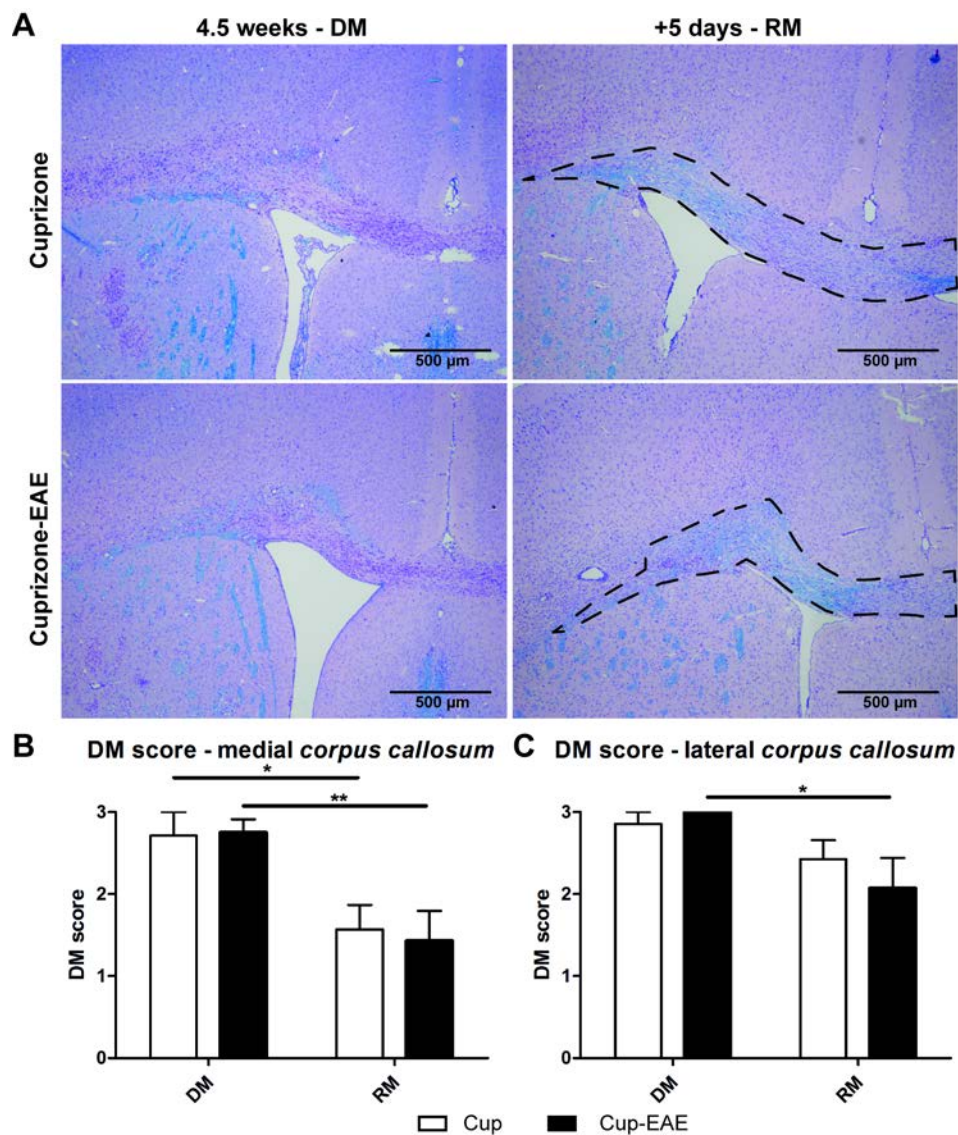 A
4.5 weeks - DM
+5 days - RM
Cuprizone
500 µm
500 µm
Cuprizone-EAE
500 µm
500 µm
B
DM score - medial corpus callosum
C
DM score - lateral corpus callosum
*
**
*
3
2
1
0
DM score
DM
RM
3
2
1
0
DM score
DM
RM
Cup
Cup-EAE